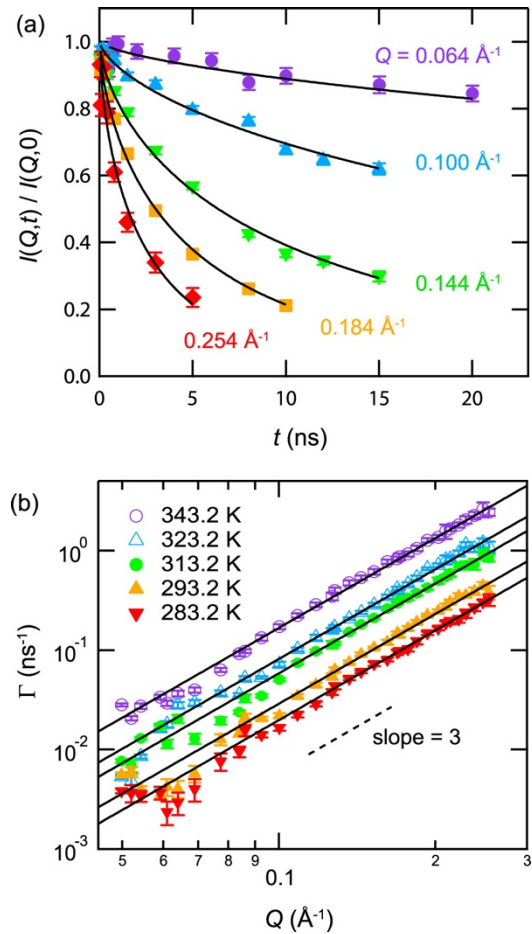 (a)
1.0
0.8
0.6
0.4
0.2
0.0
I(Q,t) / I(Q,0)
Q = 0.064 Å⁻¹
0.100 Å⁻¹
0.144 Å⁻¹
0.184 Å⁻¹
0.254 Å⁻¹
0 5 10 15 20
t (ns)
(b)
343.2 K
323.2 K
313.2 K
293.2 K
283.2 K
10⁰
10⁻¹
10⁻²
10⁻³
Γ (ns⁻¹)
slope = 3
5 6 7 8 9 0.1 2 3
Q (Å⁻¹)